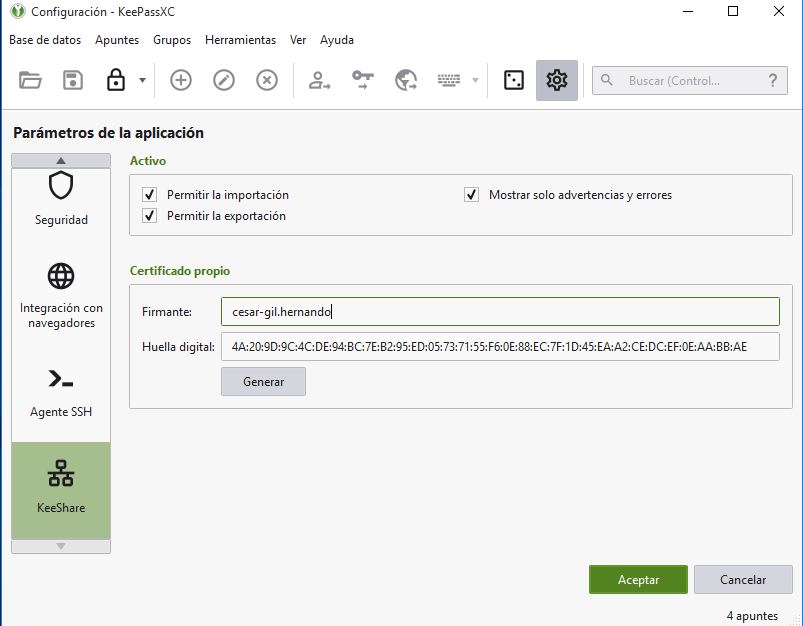 Configuración - KeePassXC
Base de datos Apuntes Grupos Herramientas Ver Ayuda
Buscar (Control... ?
Parámetros de la aplicación
Seguridad
Integración con
navegadores
Agente SSH
KeeShare
Activo
Permitir la importación
Mostrar solo advertencias y errores
Permitir la exportación
Certificado propio
Firmante: cesar-gil.hernando
Huella digital: 4A:20:9D:9C:4C:DE:94:BC:7E:B2:95:ED:05:73:71:55:F6:0E:88:EC:7F:1D:45:EA:A2:CE:DC:EF:0E:AA:BB:AE
Generar
Aceptar Cancelar
4 apuntes